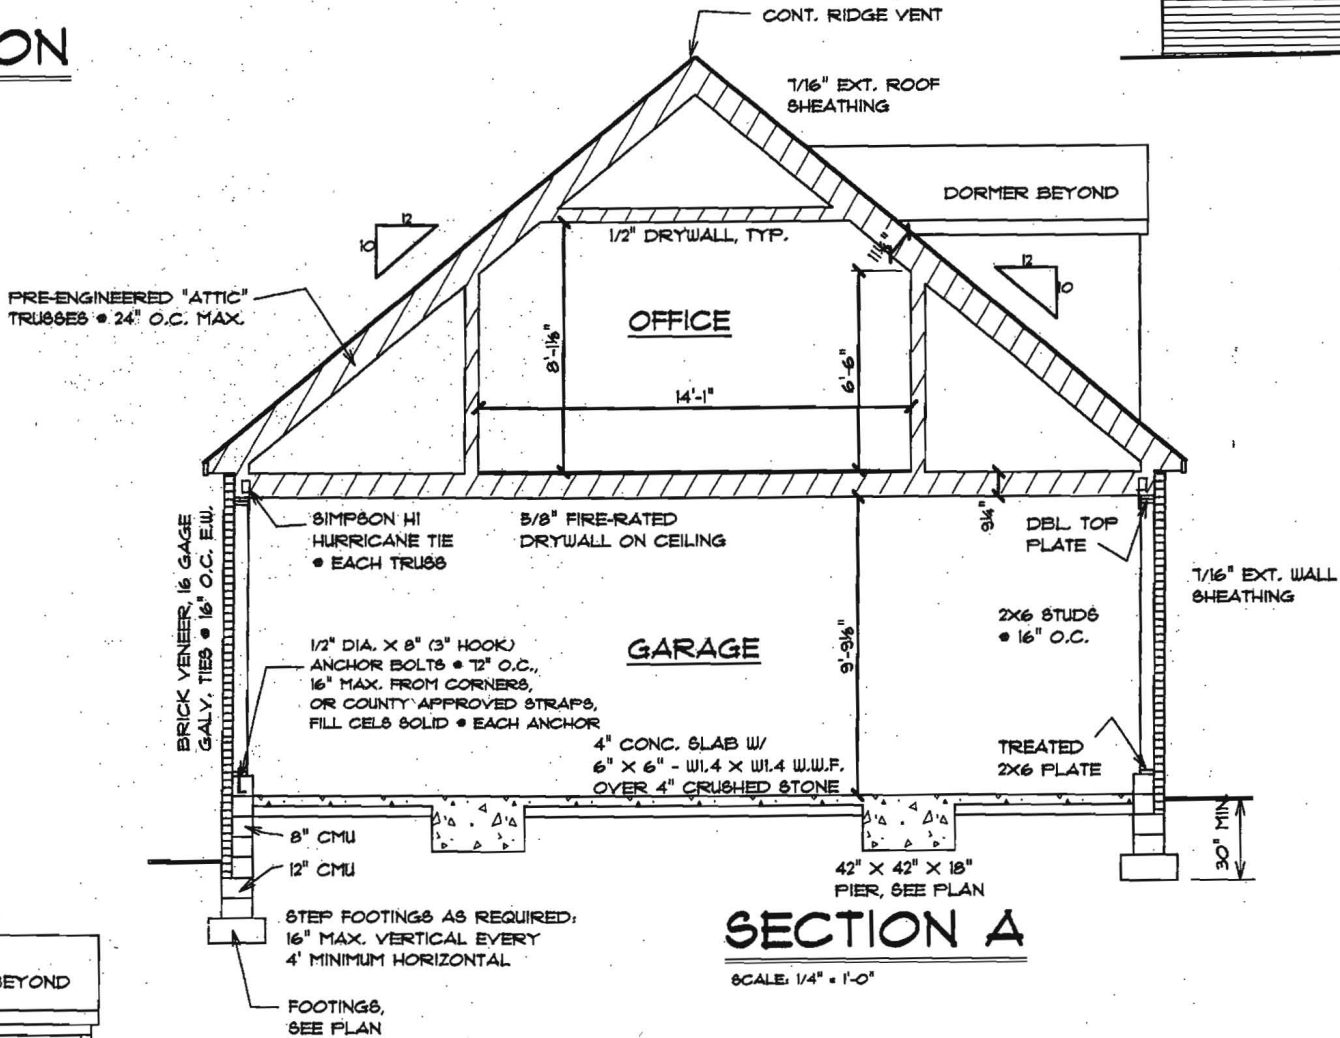 ON
CONT. RIDGE VENT
7/16" EXT. ROOF
SHEATHING
DORMER BEYOND
12
10
1/2" DRYWALL, TYP.
12
10
PRE-ENGINEERED "ATTIC"
TRUSSES @ 24" O.C. MAX.
OFFICE
8'-1 1/8"
6'-6"
14'-1"
SIMPSON H1
HURRICANE TIE
@ EACH TRUSS
5/8" FIRE-RATED
DRYWALL ON CEILING
9 1/4"
DBL TOP
PLATE
BRICK VENEER, 16 GAGE
GALV. TIES @ 16" O.C. E.W.
7/16" EXT. WALL
SHEATHING
2X6 STUDS
@ 16" O.C.
GARAGE
9'-9 1/8"
1/2" DIA. X 8" (3" HOOK)
ANCHOR BOLTS @ 72" O.C.,
16" MAX. FROM CORNERS,
OR COUNTY APPROVED STRAPS,
FILL CELS SOLID @ EACH ANCHOR
4" CONC. SLAB W/
6" X 6" - W1.4 X W1.4 W.W.F.
OVER 4" CRUSHED STONE
TREATED
2X6 PLATE
8" CMU
12" CMU
30" MIN
42" X 42" X 18"
PIER, SEE PLAN
STEP FOOTINGS AS REQUIRED:
16" MAX. VERTICAL EVERY
4' MINIMUM HORIZONTAL
SECTION A
SCALE: 1/4" = 1'-0"
FOOTINGS,
SEE PLAN
BEYOND